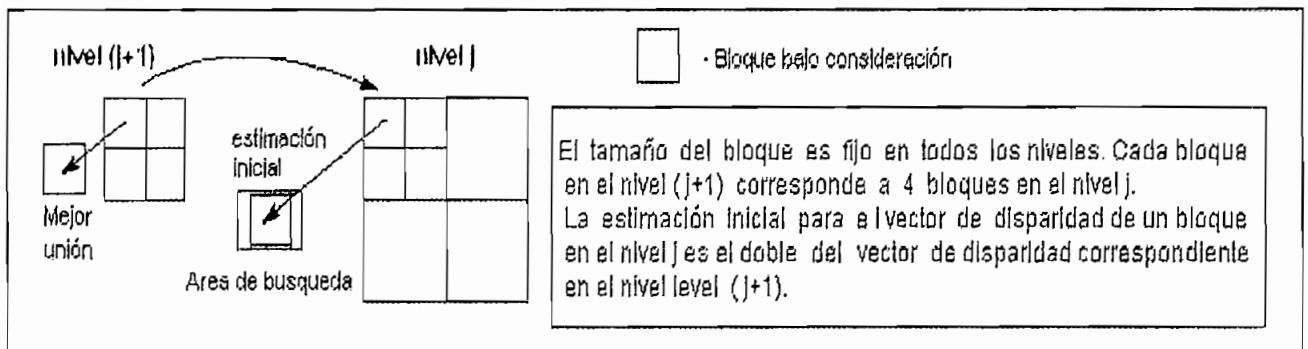 nivel (j+1)
nivel j
- Bloque bajo consideración
estimación
inicial
Mejor
unión
Area de busqueda
El tamaño del bloque es fijo en todos los niveles. Cada bloque
en el nivel (j+1) corresponde a 4 bloques en el nivel j.
La estimación inicial para el vector de disparidad de un bloque
en el nivel j es el doble del vector de disparidad correspondiente
en el nivel level (j+1).